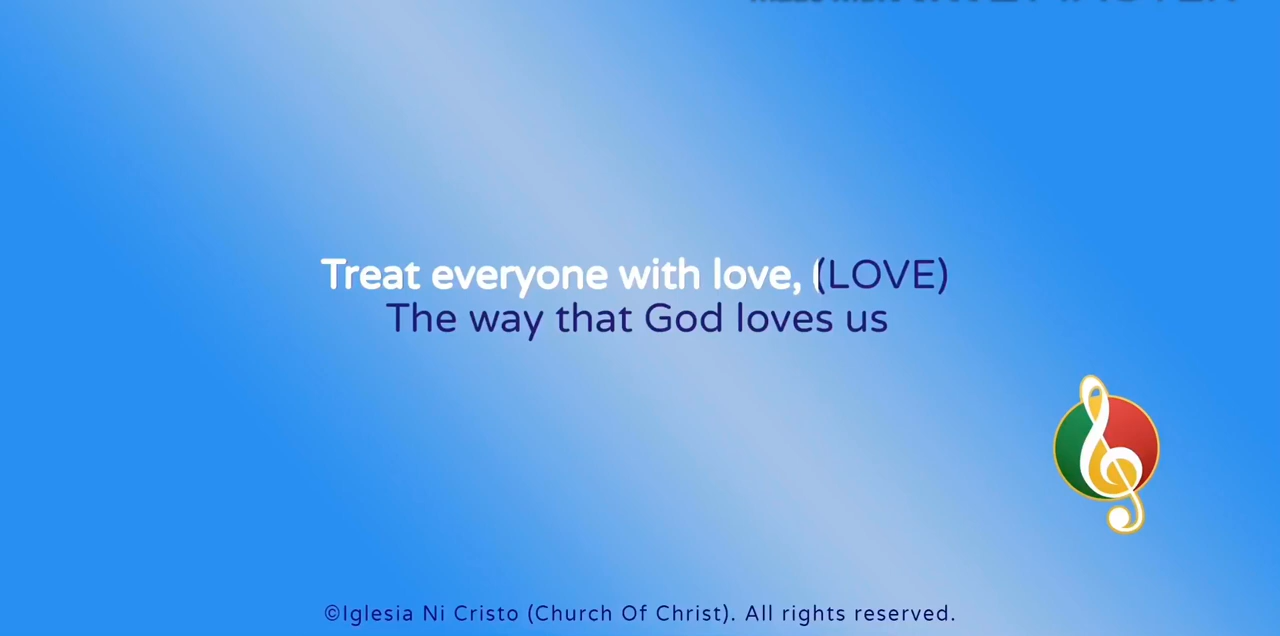 Treat everyone with love, (LOVE)
The way that God loves us
©Iglesia Ni Cristo (Church Of Christ). All rights reserved.